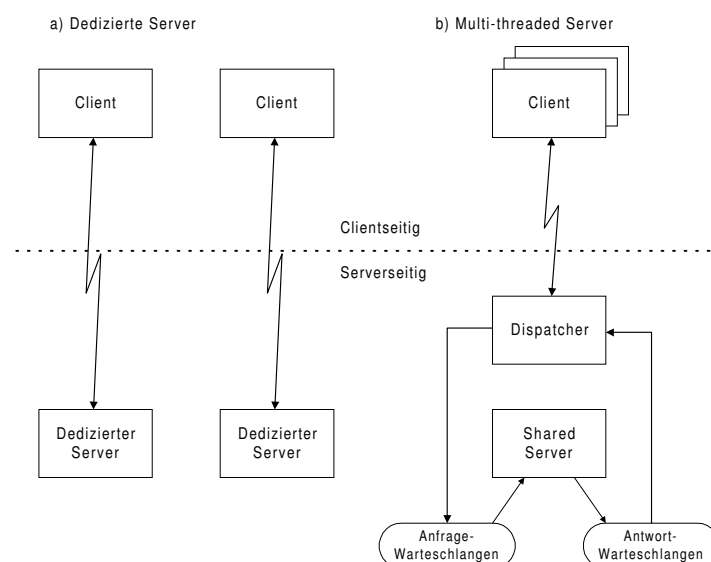 a) Dedizierte Server
b) Multi-threaded Server
Client
Client
Client
Clientseitig
Serverseitig
Dispatcher
Dedizierter
Server
Dedizierter
Server
Shared
Server
Anfrage-
Warteschlangen
Antwort-
Warteschlangen